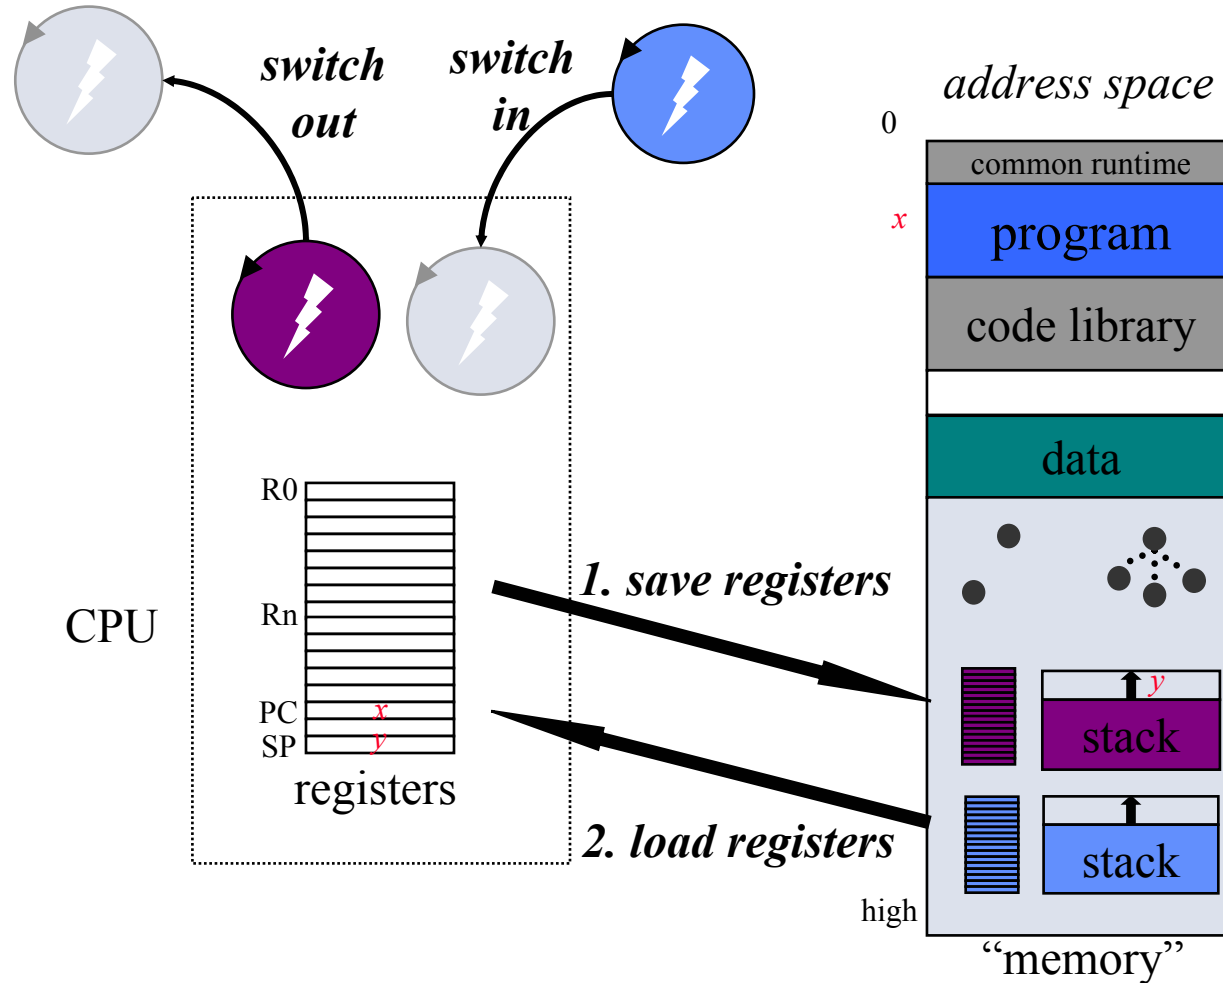 switch
out
switch
in
address space
0
common runtime
x
program
code library
data
R0
1. save registers
Rn
CPU
y
PC
x
stack
SP
y
registers
2. load registers
stack
high
“memory”